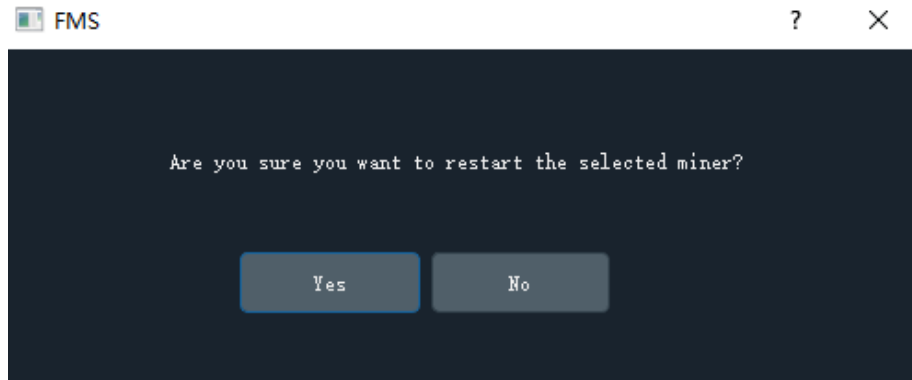 FMS ?
Are you sure you want to restart the selected miner?
Yes No